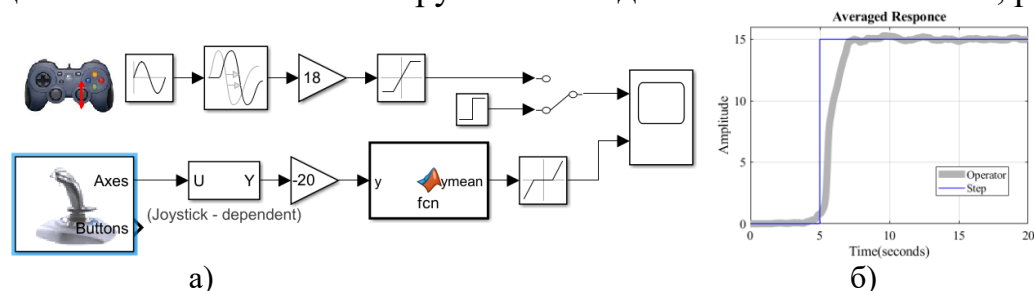 Averaged Responce
18
Axes
Buttons
U Y
(Joystick - dependent)
-20
y ymean
fcn
Amplitude
15
10
5
0
Operator
Step
0 5 10 15 20
Time(seconds)
а) б)